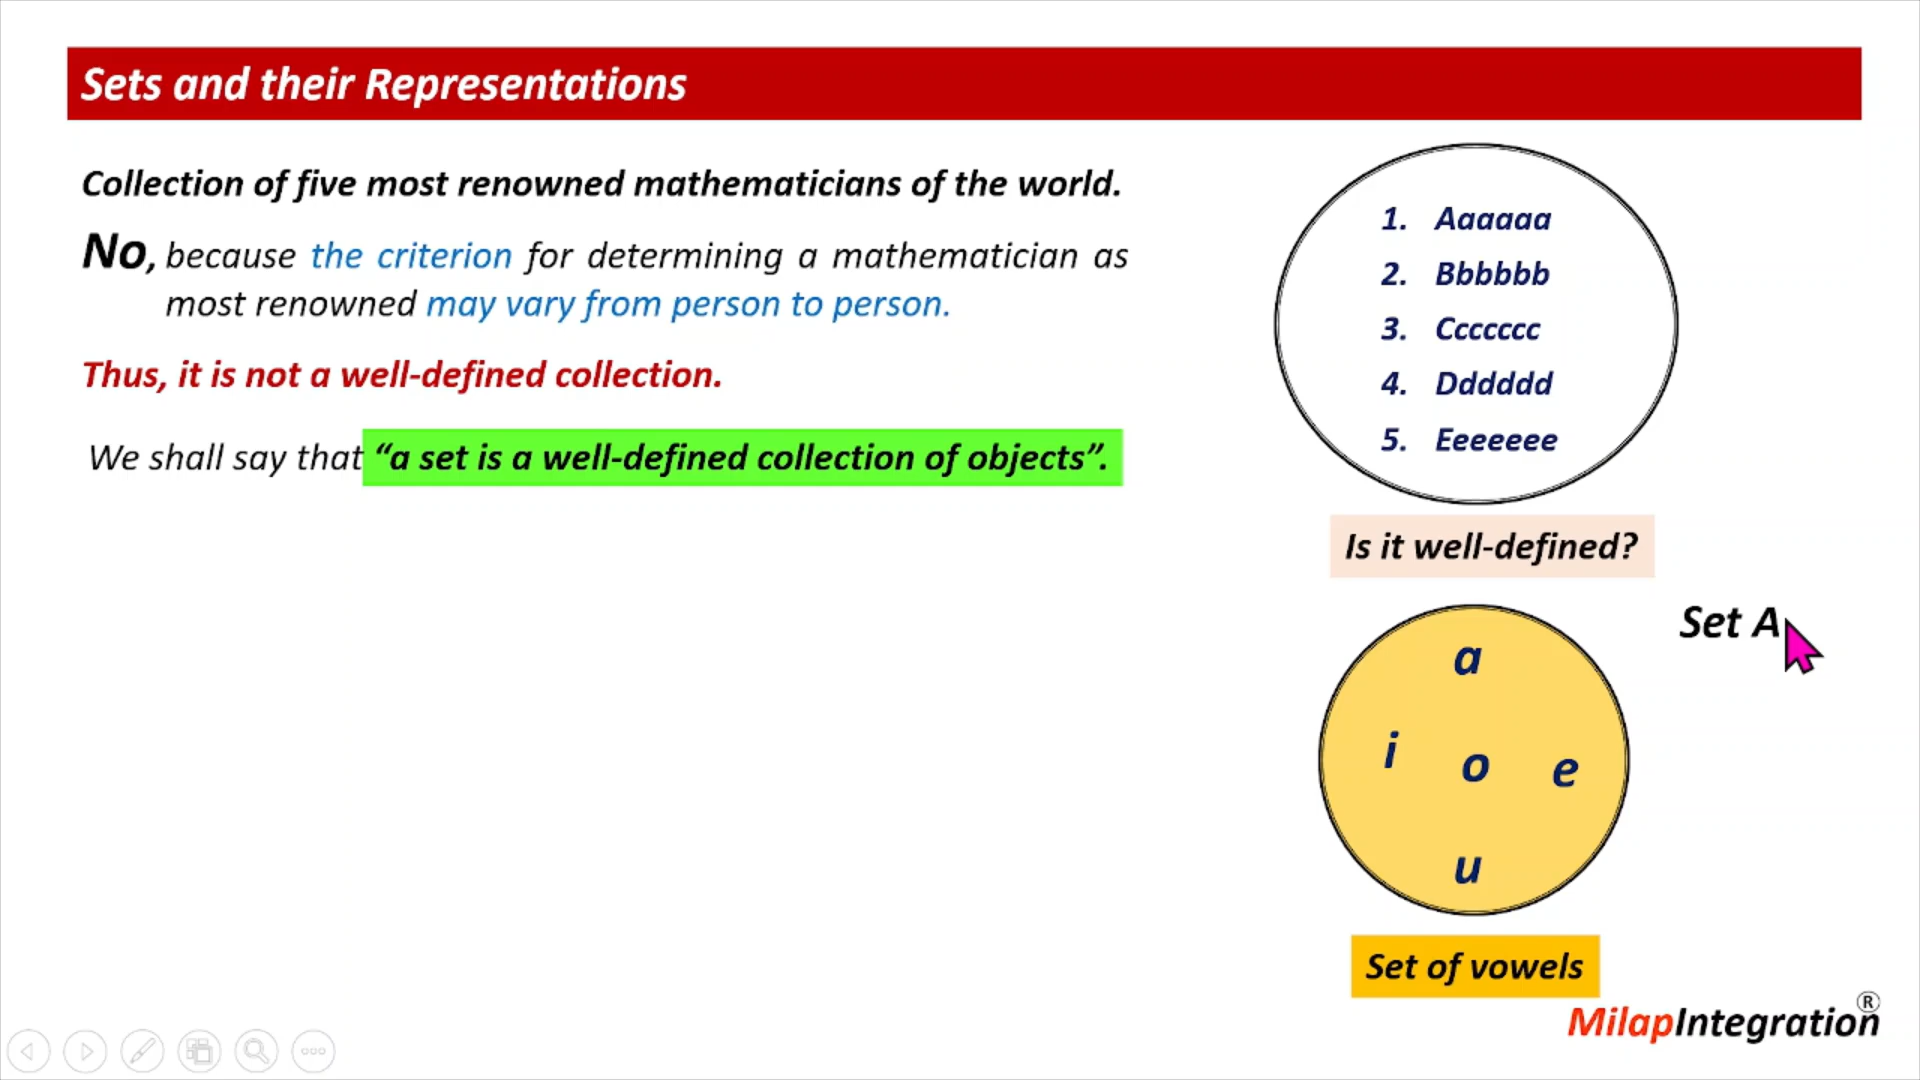 Sets and their Representations
Collection of five most renowned mathematicians of the world.
No, because the criterion for determining a mathematician as
most renowned may vary from person to person.
Thus, it is not a well-defined collection.
We shall say that “a set is a well-defined collection of objects”.
1. Aaaaaa
2. Bbbbbb
3. Ccccccc
4. Dddddd
5. Eeeeeee
Is it well-defined?
Set A
a
i o e
u
Set of vowels
MilapIntegration®